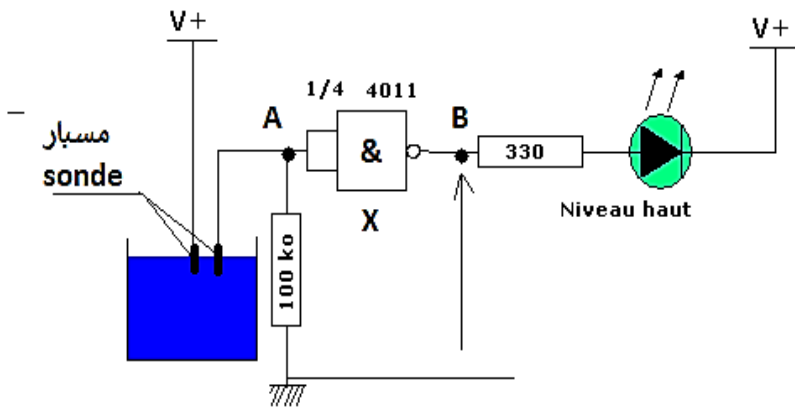 V+
V+
1/4 4011
A
B
مسبار
sonde
&
330
X
Niveau haut
100 ko